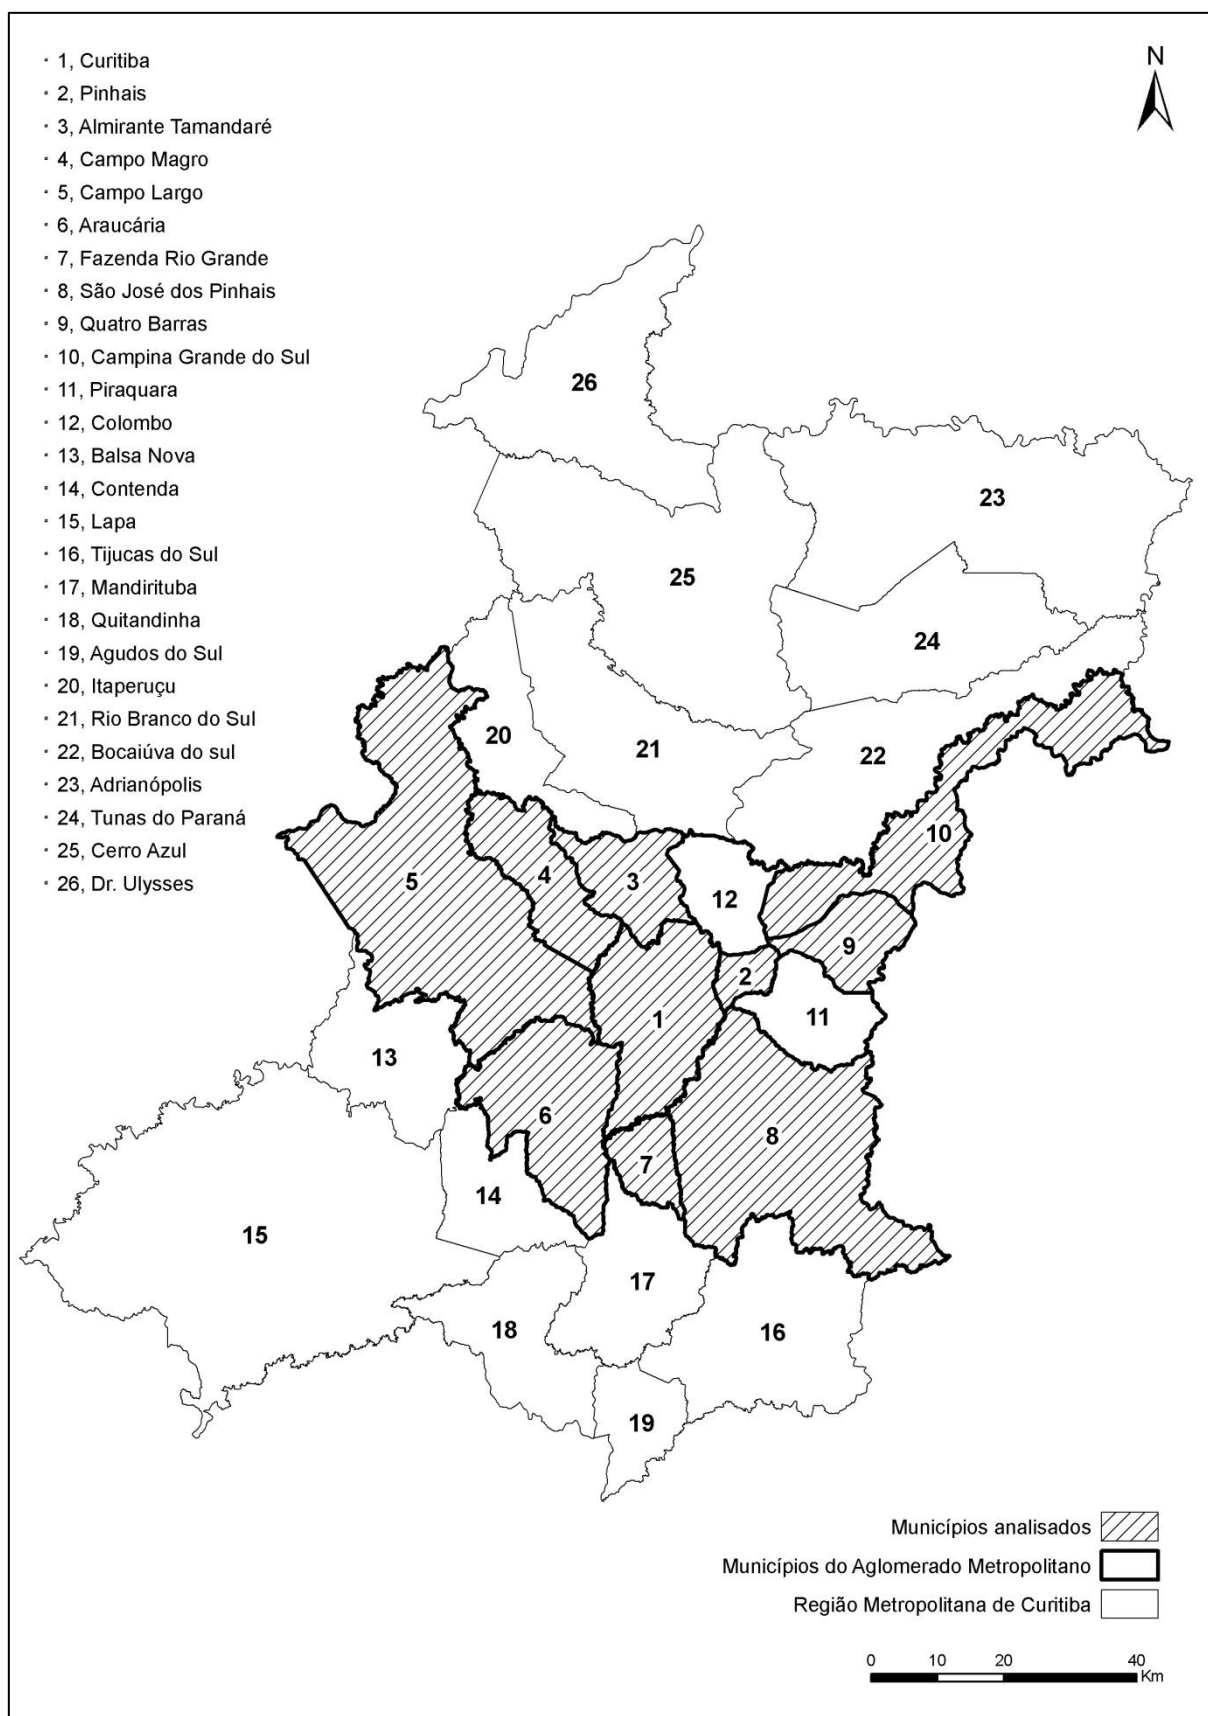 N
· 1, Curitiba
· 2, Pinhais
· 3, Almirante Tamandaré
· 4, Campo Magro
· 5, Campo Largo
· 6, Araucária
· 7, Fazenda Rio Grande
· 8, São José dos Pinhais
· 9, Quatro Barras
· 10, Campina Grande do Sul
· 11, Piraquara
· 12, Colombo
· 13, Balsa Nova
· 14, Contenda
· 15, Lapa
· 16, Tijucas do Sul
· 17, Mandirituba
· 18, Quitandinha
· 19, Agudos do Sul
· 20, Itaperuçu
· 21, Rio Branco do Sul
· 22, Bocaiúva do sul
· 23, Adrianópolis
· 24, Tunas do Paraná
· 25, Cerro Azul
· 26, Dr. Ulysses
26
23
25
24
20
21
22
10
5
4
3
12
9
2
1
11
13
6
8
7
14
15
17
18
16
19
Municípios analisados
Municípios do Aglomerado Metropolitano
Região Metropolitana de Curitiba
0 10 20 40
Km